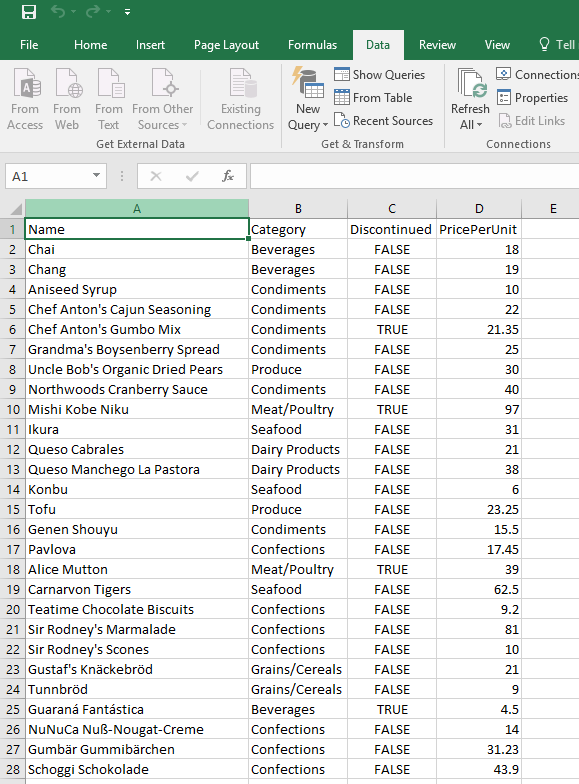 File Home Insert Page Layout Formulas Data Review View Tell
From Access
From Web
From Text
From Other Sources
Existing Connections
Get External Data
New Query
Show Queries
From Table
Recent Sources
Get & Transform
Refresh All
Connections
Properties
Edit Links
Connections
A1 fx
A B C D E
1 Name Category Discontinued PricePerUnit
2 Chai Beverages FALSE 18
3 Chang Beverages FALSE 19
4 Aniseed Syrup Condiments FALSE 10
5 Chef Anton's Cajun Seasoning Condiments FALSE 22
6 Chef Anton's Gumbo Mix Condiments TRUE 21.35
7 Grandma's Boysenberry Spread Condiments FALSE 25
8 Uncle Bob's Organic Dried Pears Produce FALSE 30
9 Northwoods Cranberry Sauce Condiments FALSE 40
10 Mishi Kobe Niku Meat/Poultry TRUE 97
11 Ikura Seafood FALSE 31
12 Queso Cabrales Dairy Products FALSE 21
13 Queso Manchego La Pastora Dairy Products FALSE 38
14 Konbu Seafood FALSE 6
15 Tofu Produce FALSE 23.25
16 Genen Shouyu Condiments FALSE 15.5
17 Pavlova Confections FALSE 17.45
18 Alice Mutton Meat/Poultry TRUE 39
19 Carnarvon Tigers Seafood FALSE 62.5
20 Teatime Chocolate Biscuits Confections FALSE 9.2
21 Sir Rodney's Marmalade Confections FALSE 81
22 Sir Rodney's Scones Confections FALSE 10
23 Gustaf's Knäckebröd Grains/Cereals FALSE 21
24 Tunnbröd Grains/Cereals FALSE 9
25 Guaraná Fantástica Beverages TRUE 4.5
26 NuNuCa Nuß-Nougat-Creme Confections FALSE 14
27 Gumbär Gummibärchen Confections FALSE 31.23
28 Schoggi Schokolade Confections FALSE 43.9